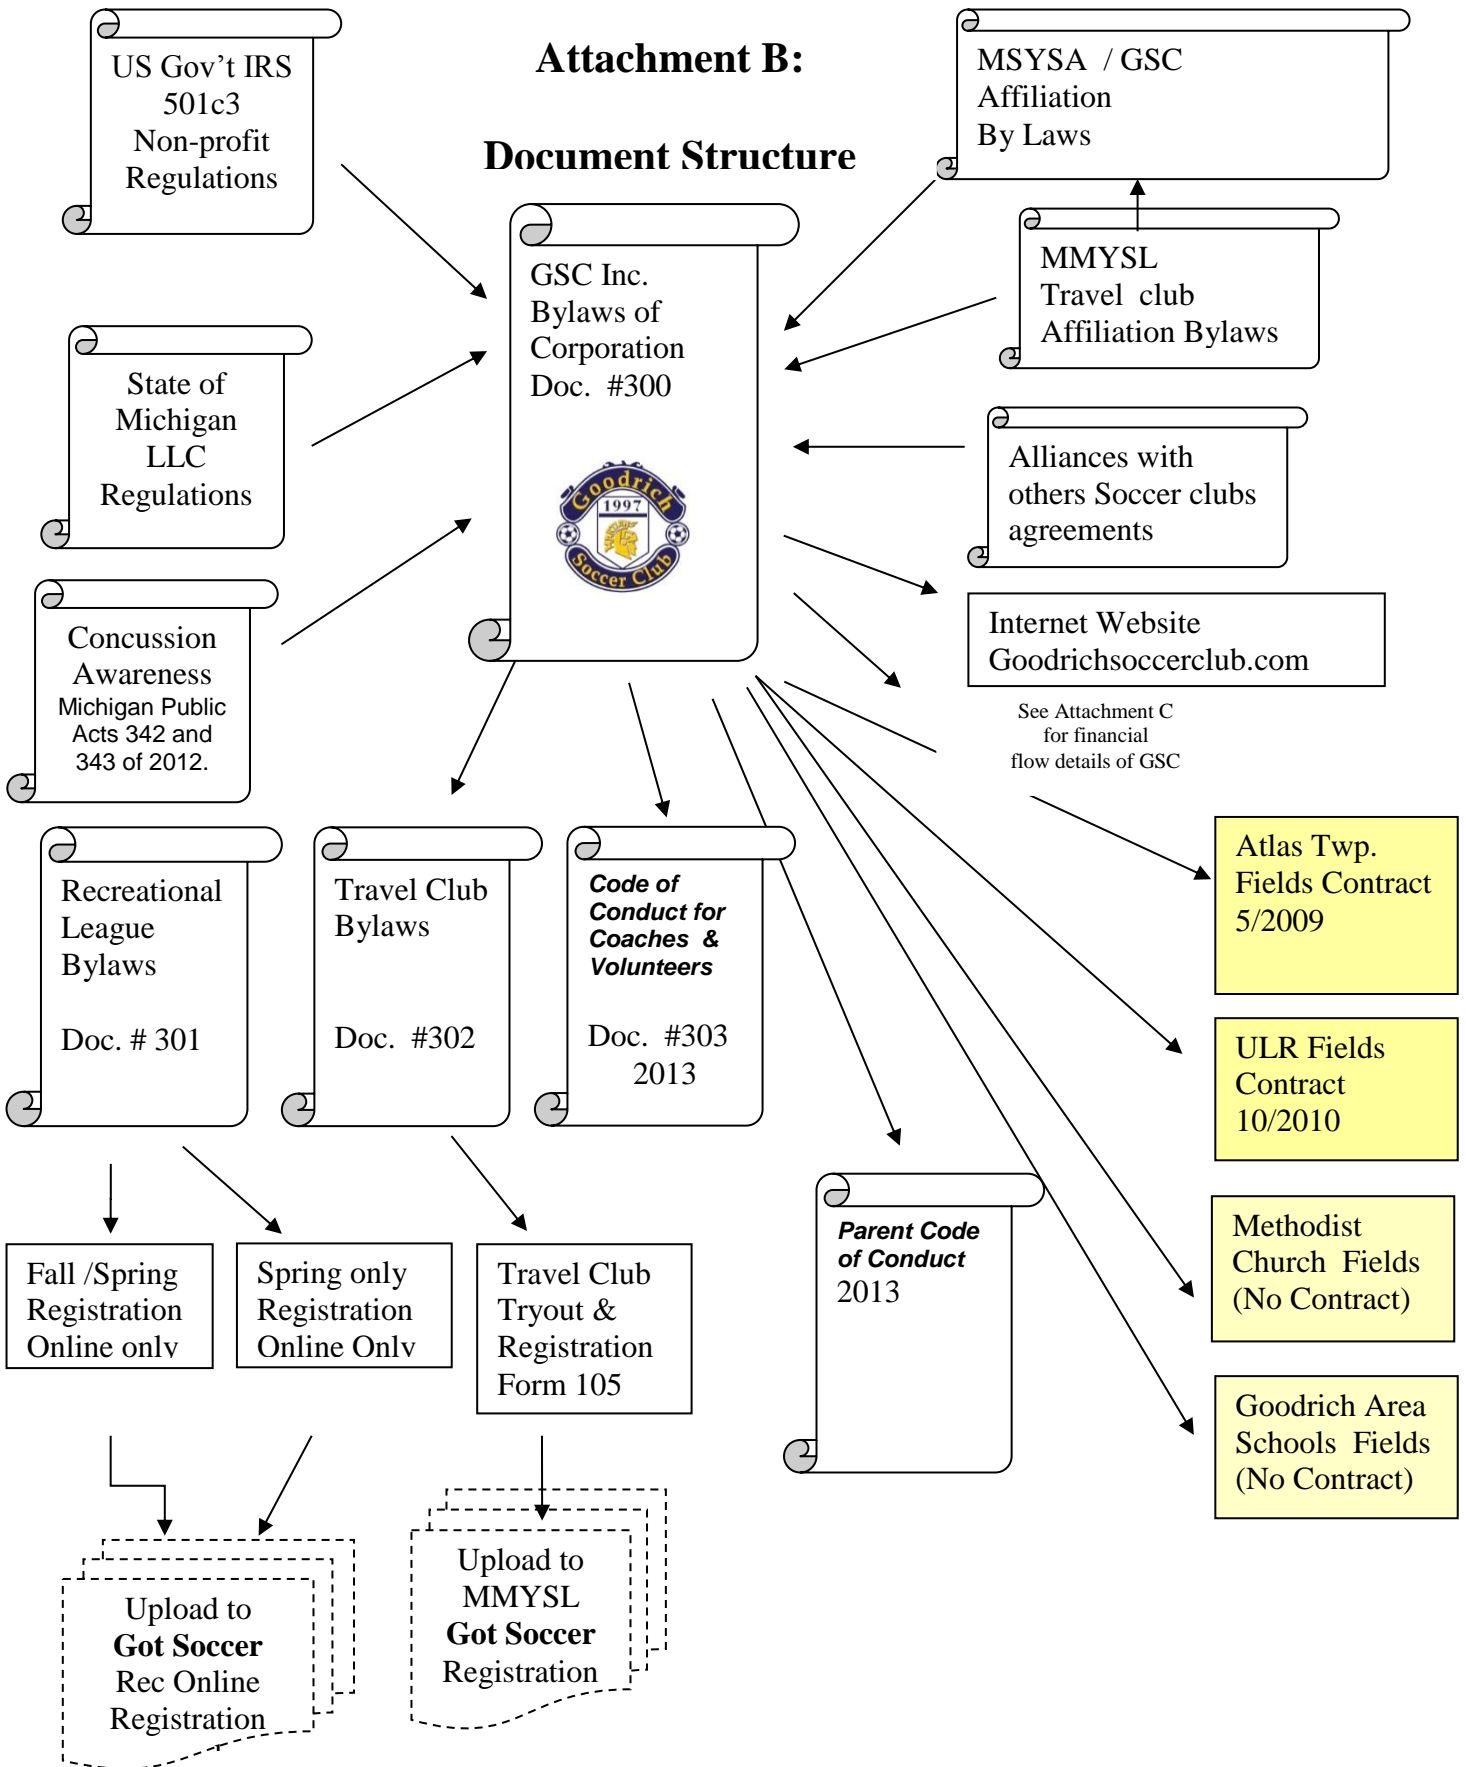 Attachment B:
Document Structure
US Gov’t IRS
501c3
Non-profit
Regulations
MSYSA / GSC
Affiliation
By Laws
GSC Inc.
Bylaws of
Corporation
Doc. #300
Goodrich
1997
Soccer Club
MMYSL
Travel club
Affiliation Bylaws
State of
Michigan
LLC
Regulations
Alliances with
others Soccer clubs
agreements
Concussion
Awareness
Michigan Public
Acts 342 and
343 of 2012.
Internet Website
Goodrichsoccerclub.com
See Attachment C
for financial
flow details of GSC
Recreational
League
Bylaws
Doc. # 301
Travel Club
Bylaws
Doc. #302
Code of
Conduct for
Coaches &
Volunteers
Doc. #303
2013
Atlas Twp.
Fields Contract
5/2009
ULR Fields
Contract
10/2010
Methodist
Church Fields
(No Contract)
Goodrich Area
Schools Fields
(No Contract)
Parent Code
of Conduct
2013
Fall /Spring
Registration
Online only
Spring only
Registration
Online Only
Travel Club
Tryout &
Registration
Form 105
Upload to
Got Soccer
Rec Online
Registration
Upload to
MMYSL
Got Soccer
Registration